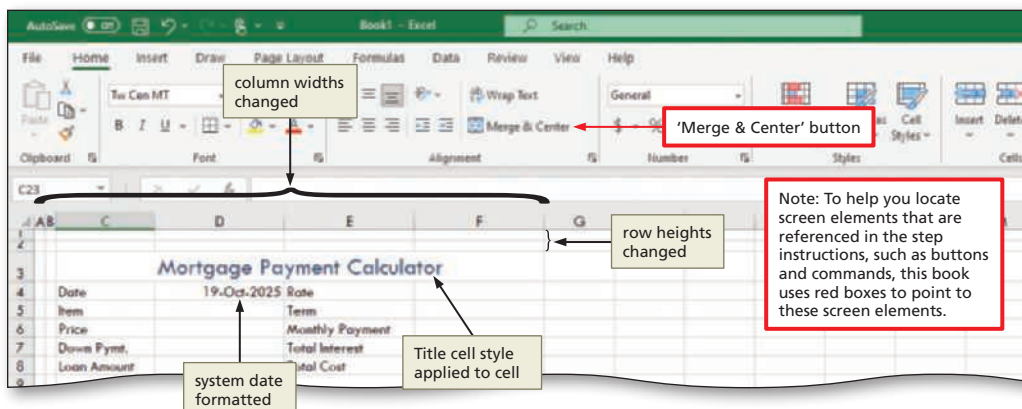 AutoSave Book1 - Excel Search
File Home Insert Draw Page Layout Formulas Data Review View Help
column widths
changed
Paste
Tw Cen MT
Wrap Text
General
B I U
Merge & Center
$ %
'Merge & Center' button
Cell
Styles
Insert Delete
Clipboard Font Alignment Number Styles Cells
C23
A B C D E F G
1
2
row heights
changed
Note: To help you locate
screen elements that are
referenced in the step
instructions, such as buttons
and commands, this book
uses red boxes to point to
these screen elements.
3 Mortgage Payment Calculator
4 Date 19-Oct-2025 Rate
5 Item Term
6 Price Monthly Payment
7 Down Pymt. Total Interest
8 Loan Amount Total Cost
9
system date
formatted
Title cell style
applied to cell